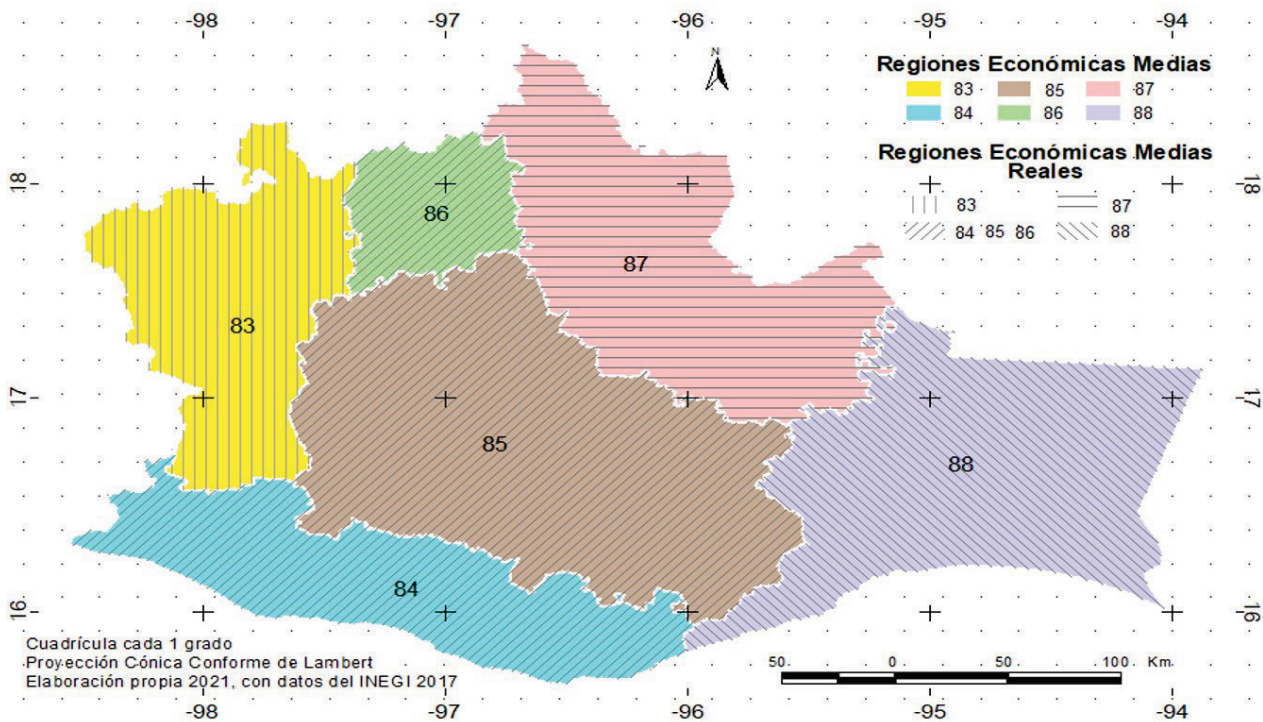 -98 -97 -96 -95 -94
N
Regiones Económicas Medias
83 85 87
84 86 88
Regiones Económicas Medias
Reales
83 87
84 85 86 88
18 18
86
87
83
17 17
85
88
84
16 16
Cuadrícula cada 1 grado
Proyección Cónica Conforme de Lambert
Elaboración propia 2021, con datos del INEGI 2017
50 0 50 100 Km.
-98 -97 -96 -95 -94